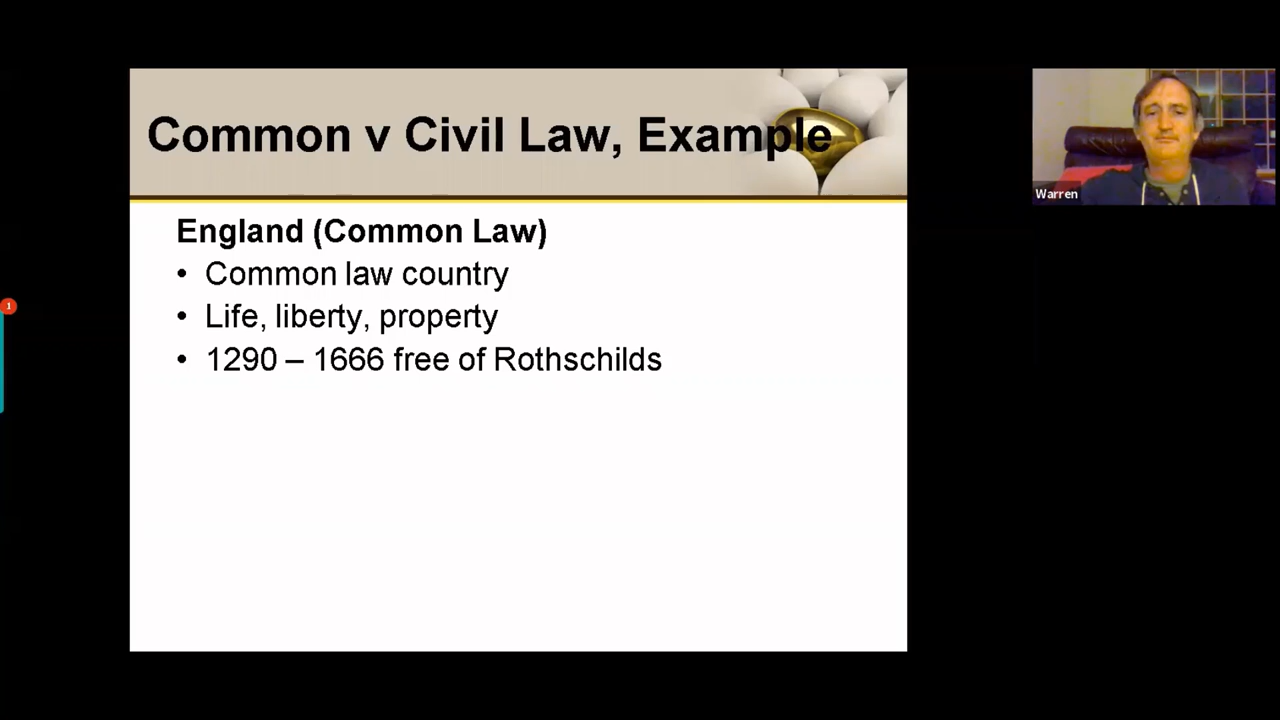 Common v Civil Law, Example
England (Common Law)
• Common law country
• Life, liberty, property
• 1290 – 1666 free of Rothschilds
Warren
1